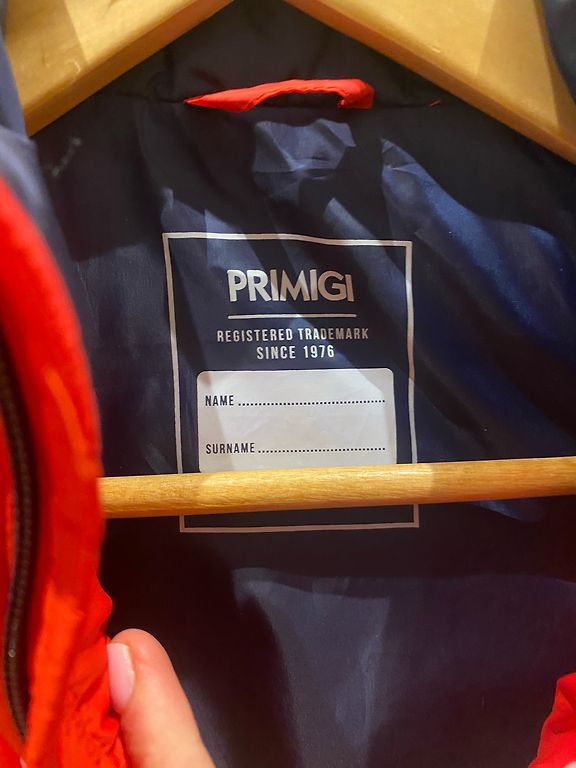 PRIMIGI
REGISTERED TRADEMARK
SINCE 1976
NAME ......................................
SURNAME ................................